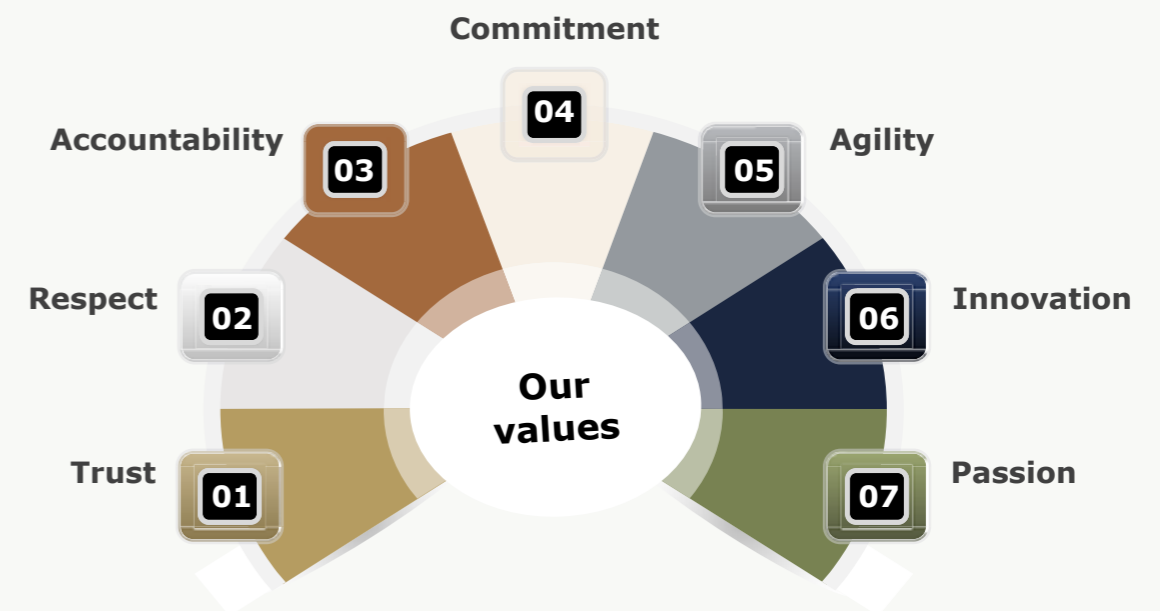 Commitment
04
Accountability
03
Agility
05
Respect
02
Innovation
06
Our
values
Trust
01
Passion
07